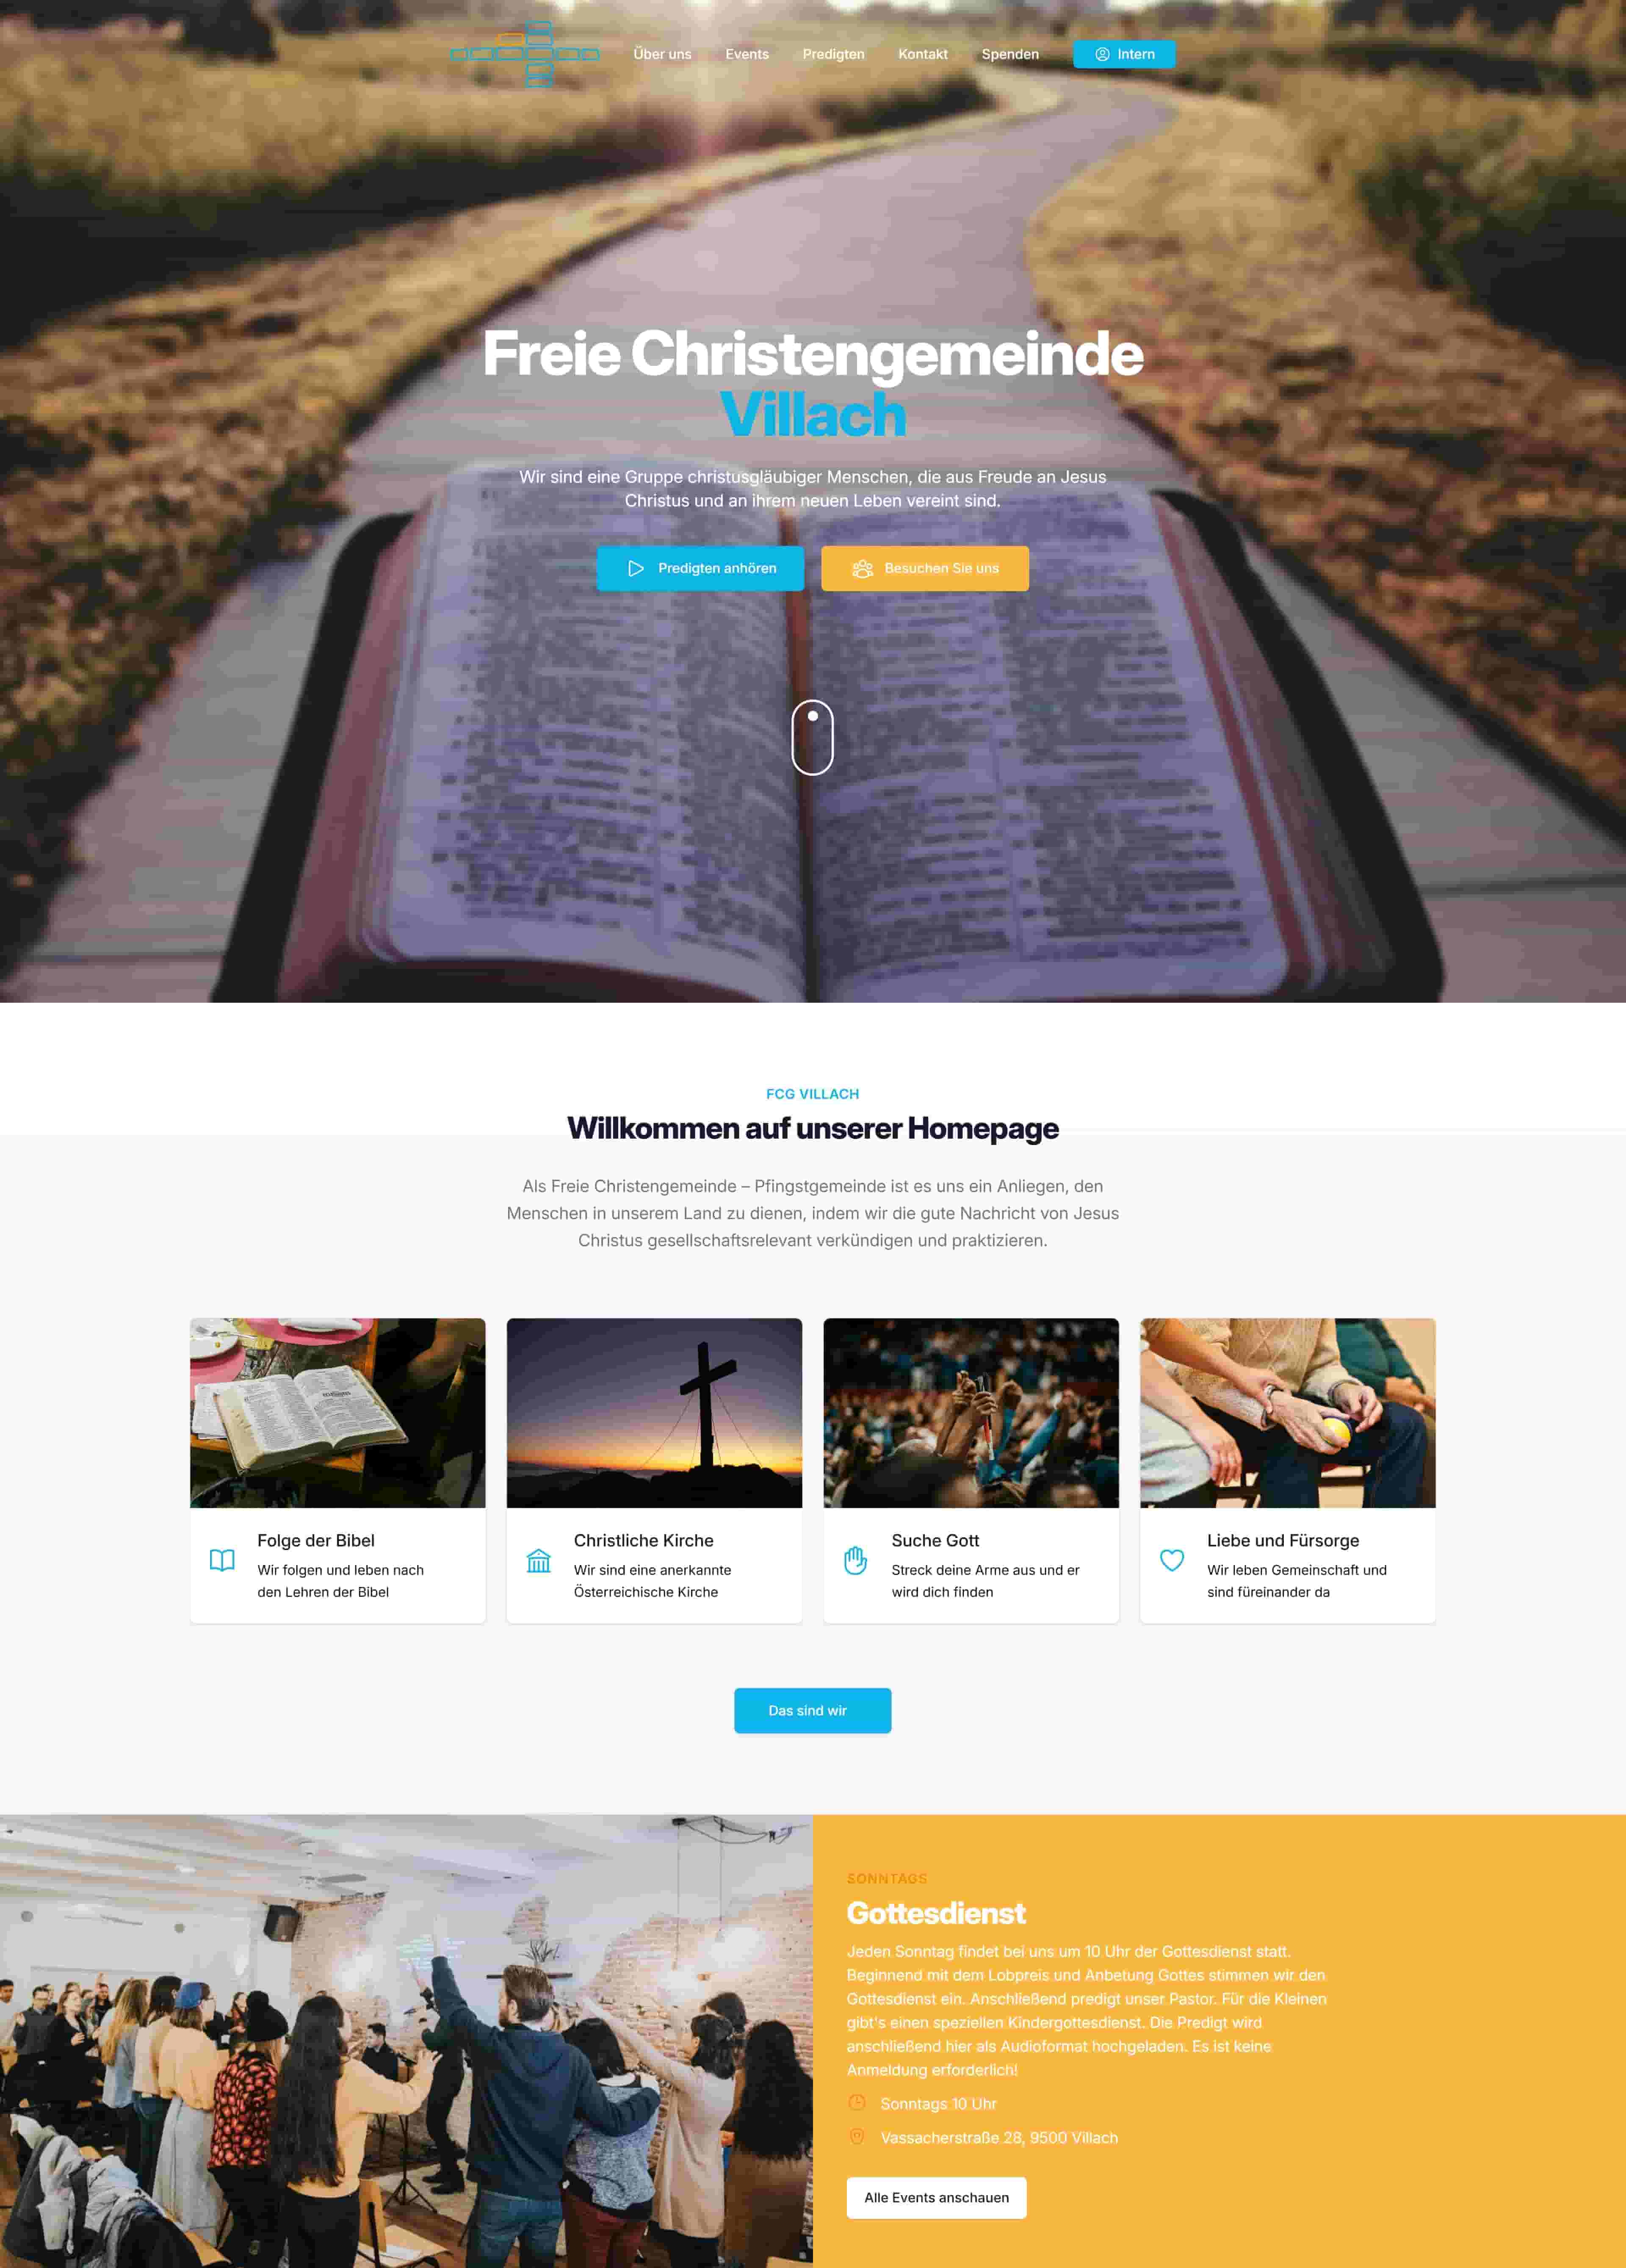 Über uns
Events
Predigten
Kontakt
Spenden
Intern
Freie Christengemeinde
Villach
Wir sind eine Gruppe christusgläubiger Menschen, die aus Freude an Jesus
Christus und an ihrem neuen Leben vereint sind.
Predigten anhören
Besuchen Sie uns
FCG VILLACH
Willkommen auf unserer Homepage
Als Freie Christengemeinde – Pfingstgemeinde ist es uns ein Anliegen, den
Menschen in unserem Land zu dienen, indem wir die gute Nachricht von Jesus
Christus gesellschaftsrelevant verkündigen und praktizieren.
Folge der Bibel
Wir folgen und leben nach
den Lehren der Bibel
Christliche Kirche
Wir sind eine anerkannte
Österreichische Kirche
Suche Gott
Streck deine Arme aus und er
wird dich finden
Liebe und Fürsorge
Wir leben Gemeinschaft und
sind füreinander da
Das sind wir
SONNTAGS
Gottesdienst
Jeden Sonntag findet bei uns um 10 Uhr der Gottesdienst statt.
Beginnend mit dem Lobpreis und Anbetung Gottes stimmen wir den
Gottesdienst ein. Anschließend predigt unser Pastor. Für die Kleinen
gibt's einen speziellen Kindergottesdienst. Die Predigt wird
anschließend hier als Audioformat hochgeladen. Es ist keine
Anmeldung erforderlich!
Sonntags 10 Uhr
Vassacherstraße 28, 9500 Villach
Alle Events anschauen